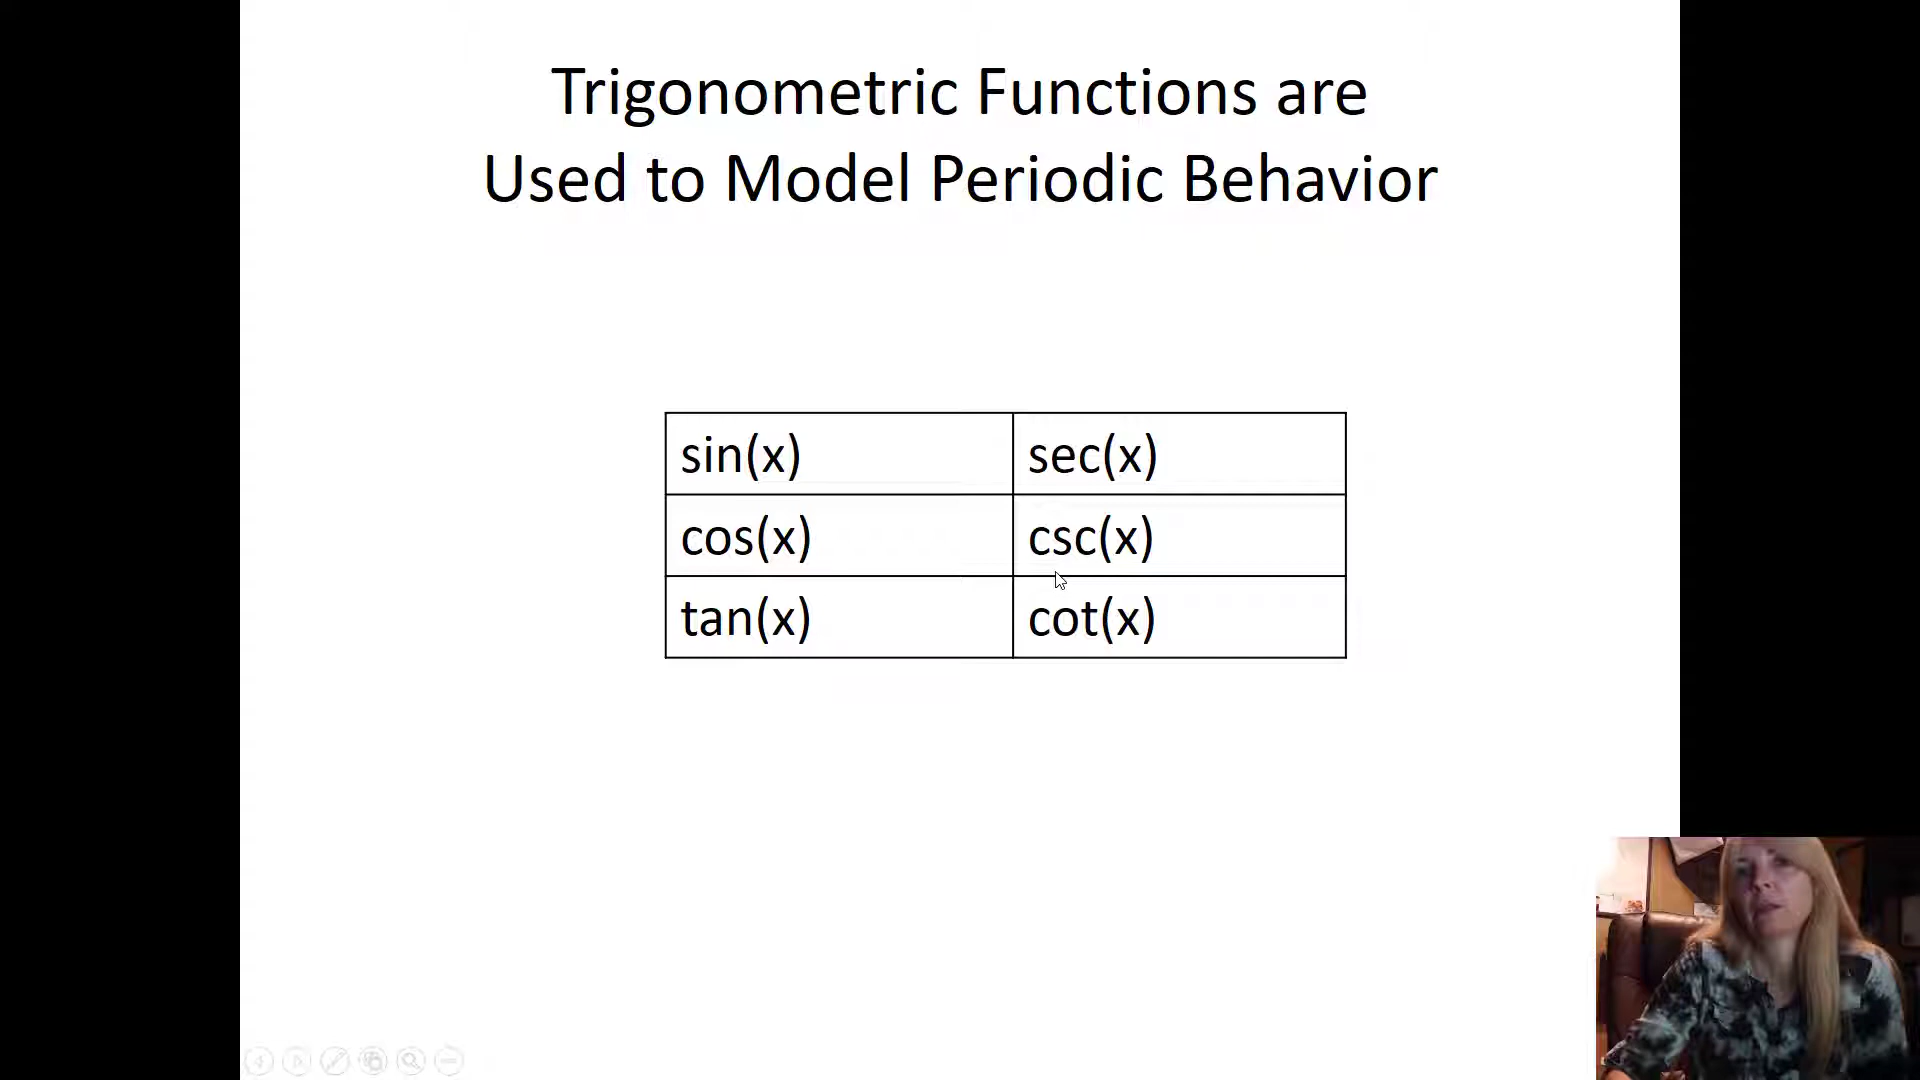 Trigonometric Functions are
Used to Model Periodic Behavior
sin(x) sec(x)
cos(x) csc(x)
tan(x) cot(x)